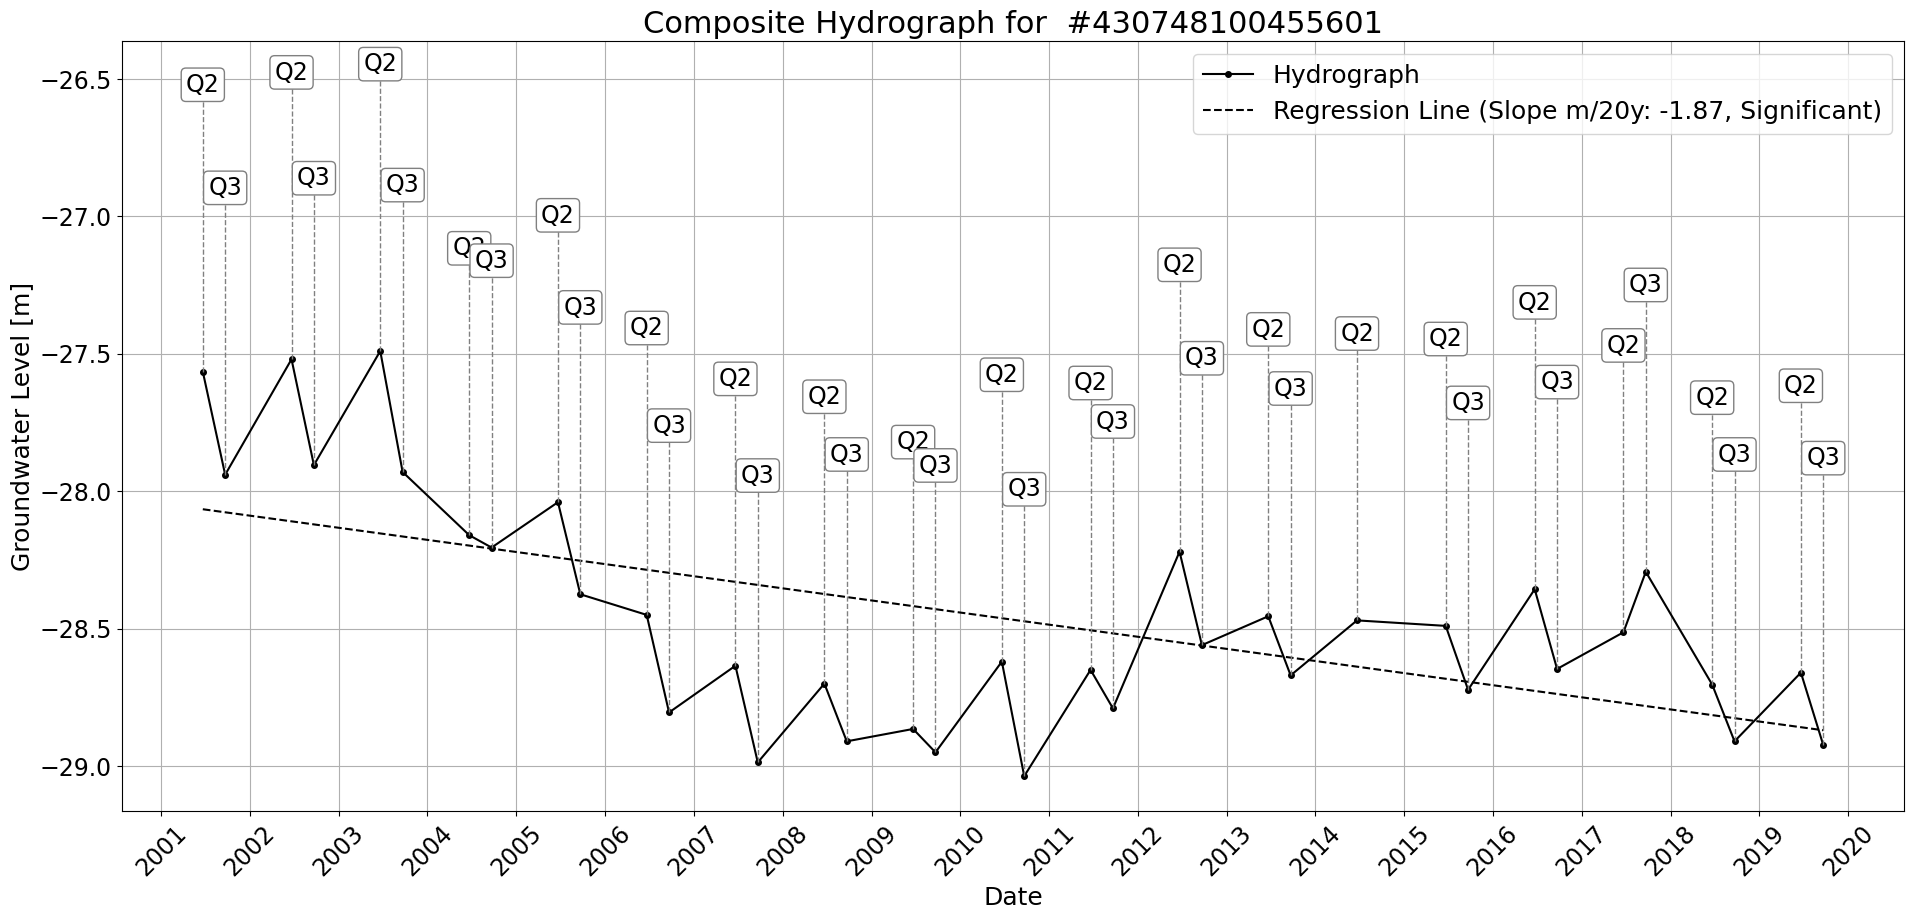 Composite Hydrograph for  #430748100455601
Hydrograph
Regression Line (Slope m/20y: -1.87, Significant)
Groundwater Level [m]
−26.5
−27.0
−27.5
−28.0
−28.5
−29.0
Q2
Q3
Q2
Q3
Q2
Q3
Q2
Q3
Q2
Q3
Q2
Q3
Q2
Q3
Q2
Q3
Q2
Q3
Q2
Q3
Q2
Q3
Q2
Q3
Q2
Q3
Q2
Q2
Q3
Q2
Q3
Q2
Q3
Q2
Q3
Q2
Q3
2001
2002
2003
2004
2005
2006
2007
2008
2009
2010
2011
2012
2013
2014
2015
2016
2017
2018
2019
2020
Date